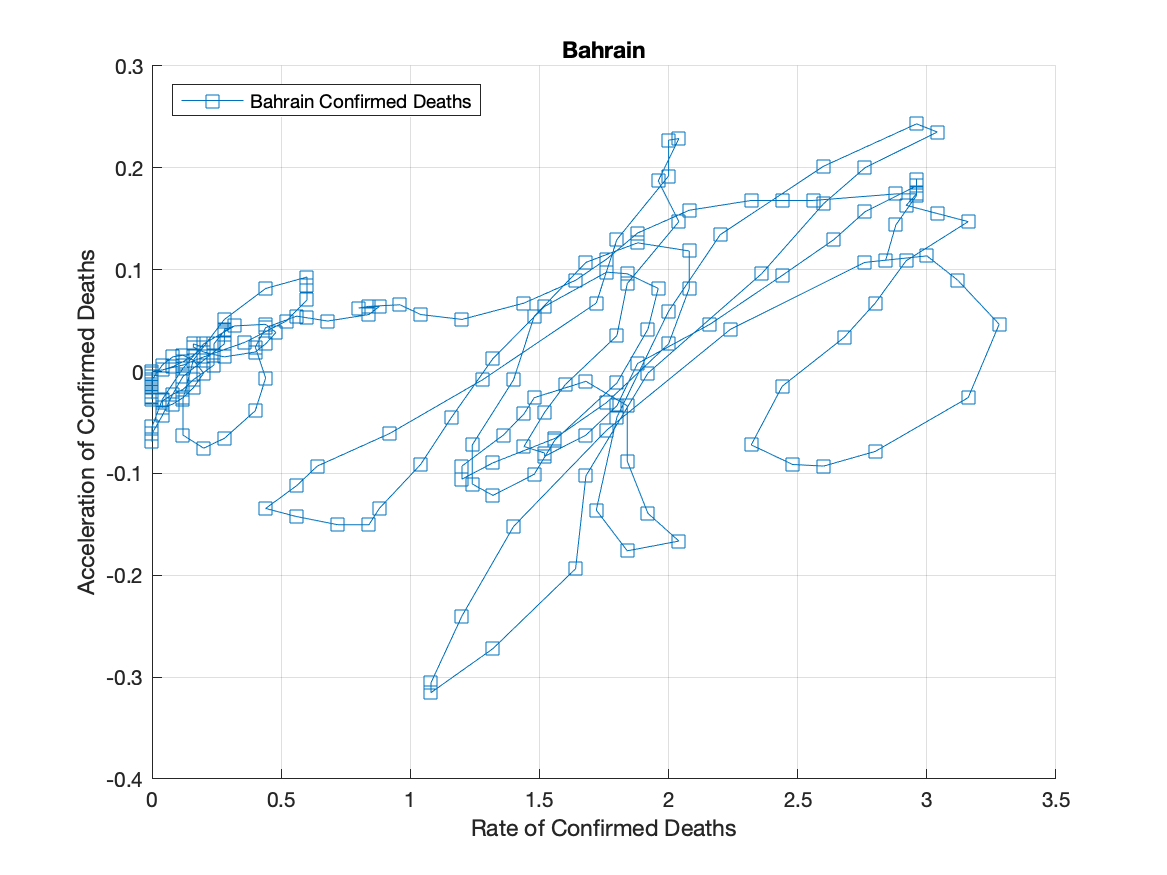 Bahrain
Bahrain Confirmed Deaths
0.3
0.2
0.1
0
-0.1
-0.2
-0.3
-0.4
Acceleration of Confirmed Deaths
0 0.5 1 1.5 2 2.5 3 3.5
Rate of Confirmed Deaths